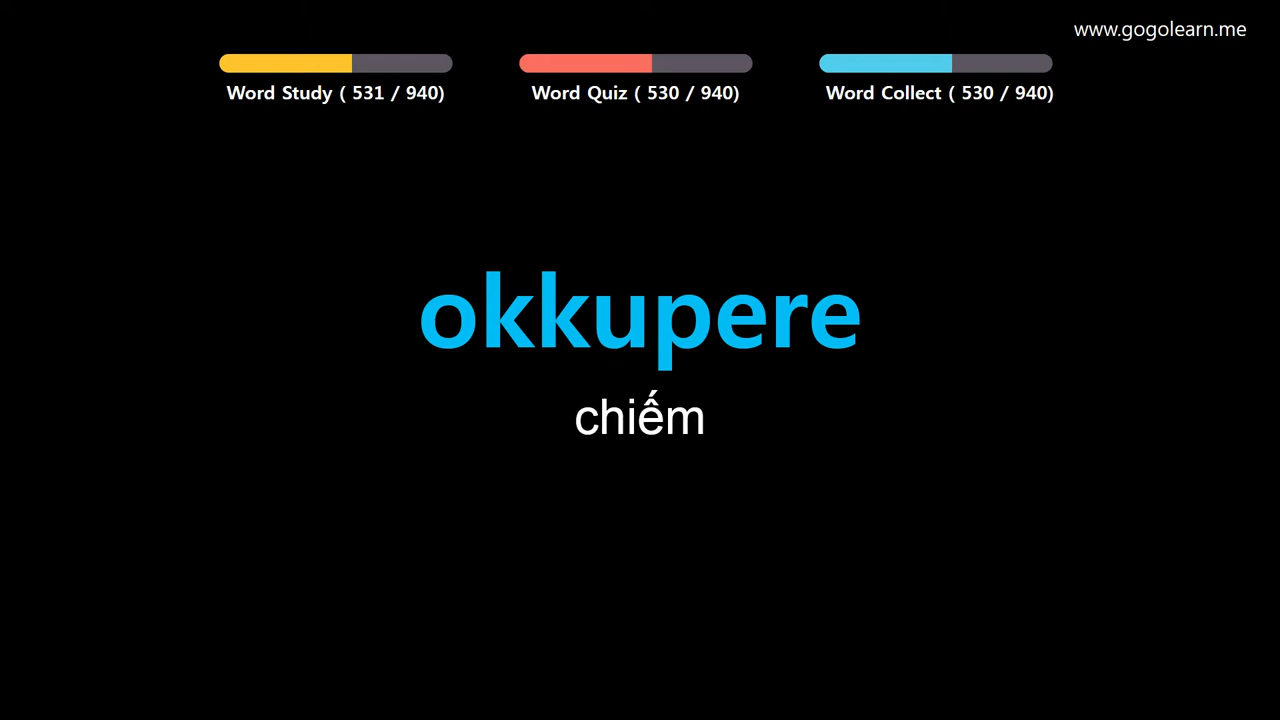 www.gogolearn.me
Word Study ( 531 / 940)
Word Quiz ( 530 / 940)
Word Collect ( 530 / 940)
okkupere
chiếm